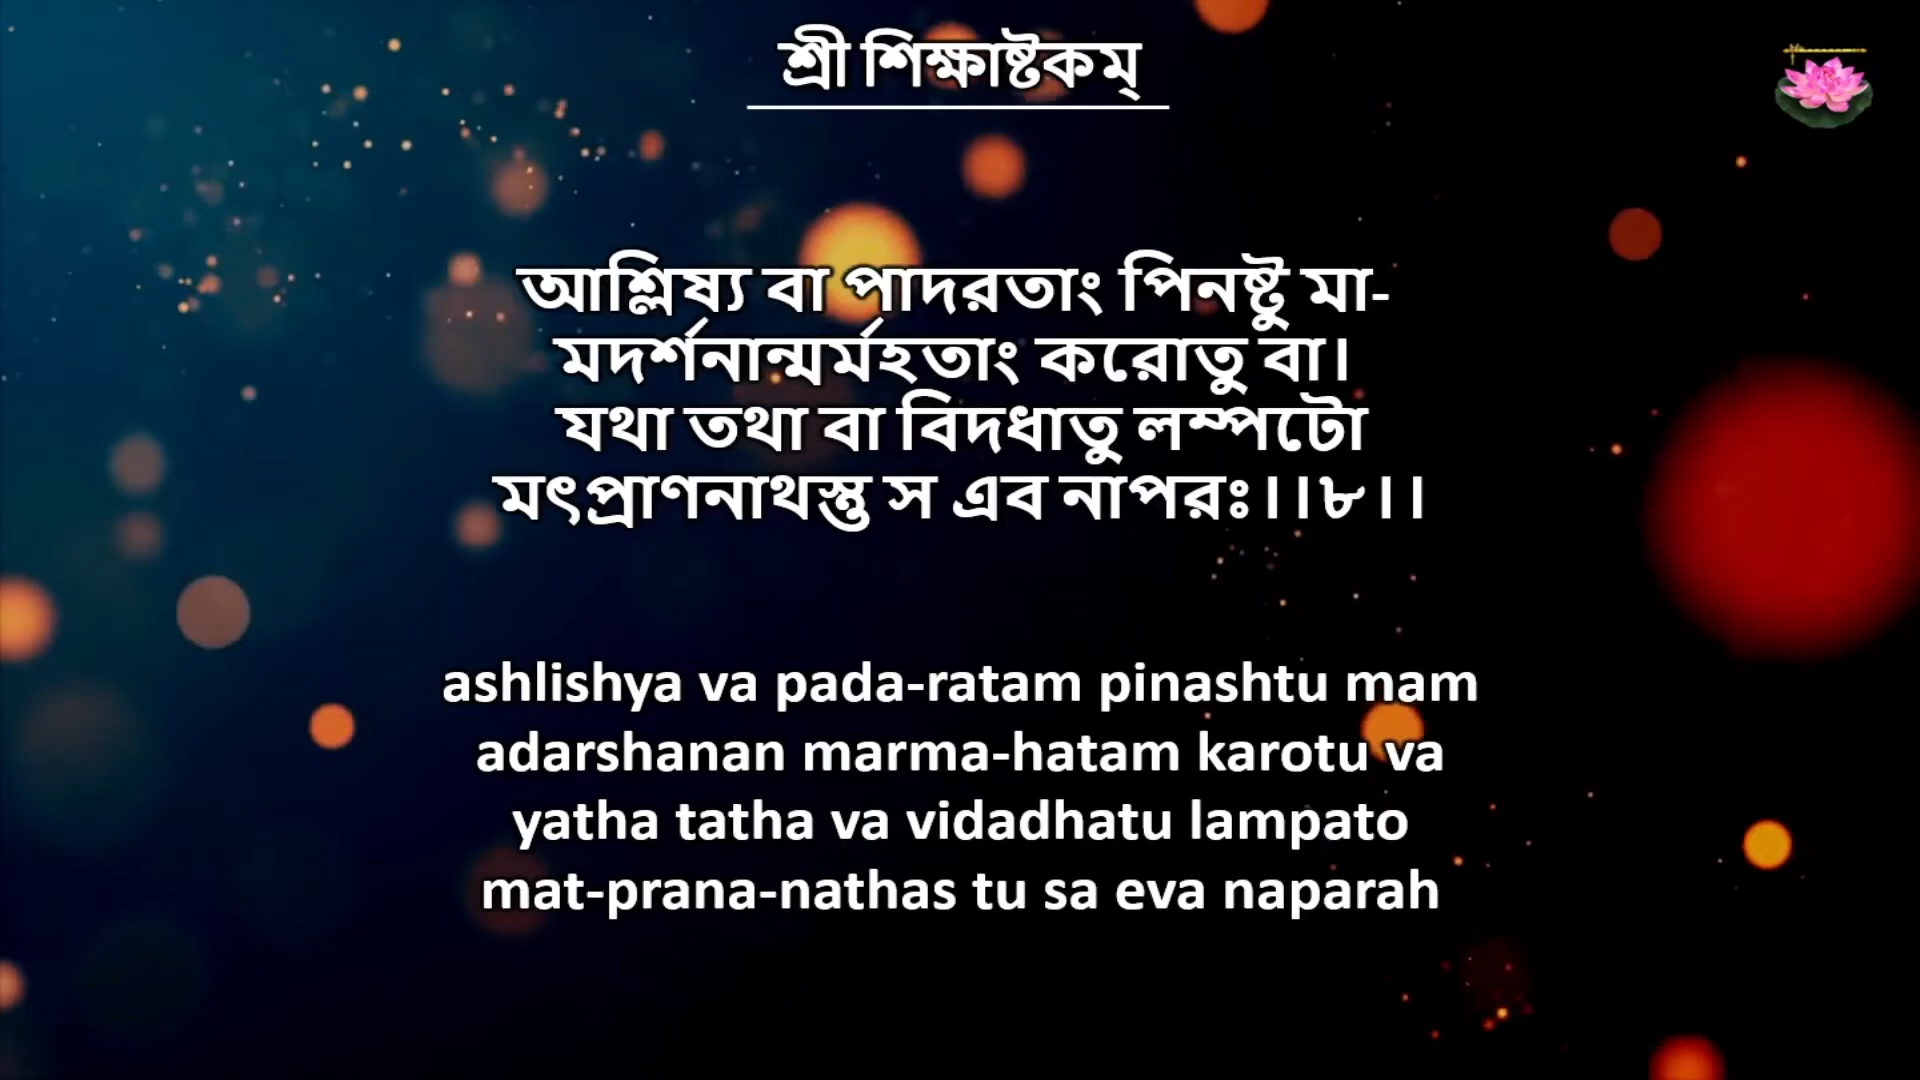 শ্রী শিক্ষাষ্টকম্
আশ্লিষ্য বা পাদরতাং পিনষ্টু মা-
মদর্শনান্মর্মহতাং করোতু বা।
যথা তথা বা বিদধাতু লম্পটো
মৎপ্রাণনাথস্তু স এব নাপরঃ।।৮।।
ashlishya va pada-ratam pinashtu mam
adarshanan marma-hatam karotu va
yatha tatha va vidadhatu lampato
mat-prana-nathas tu sa eva naparah